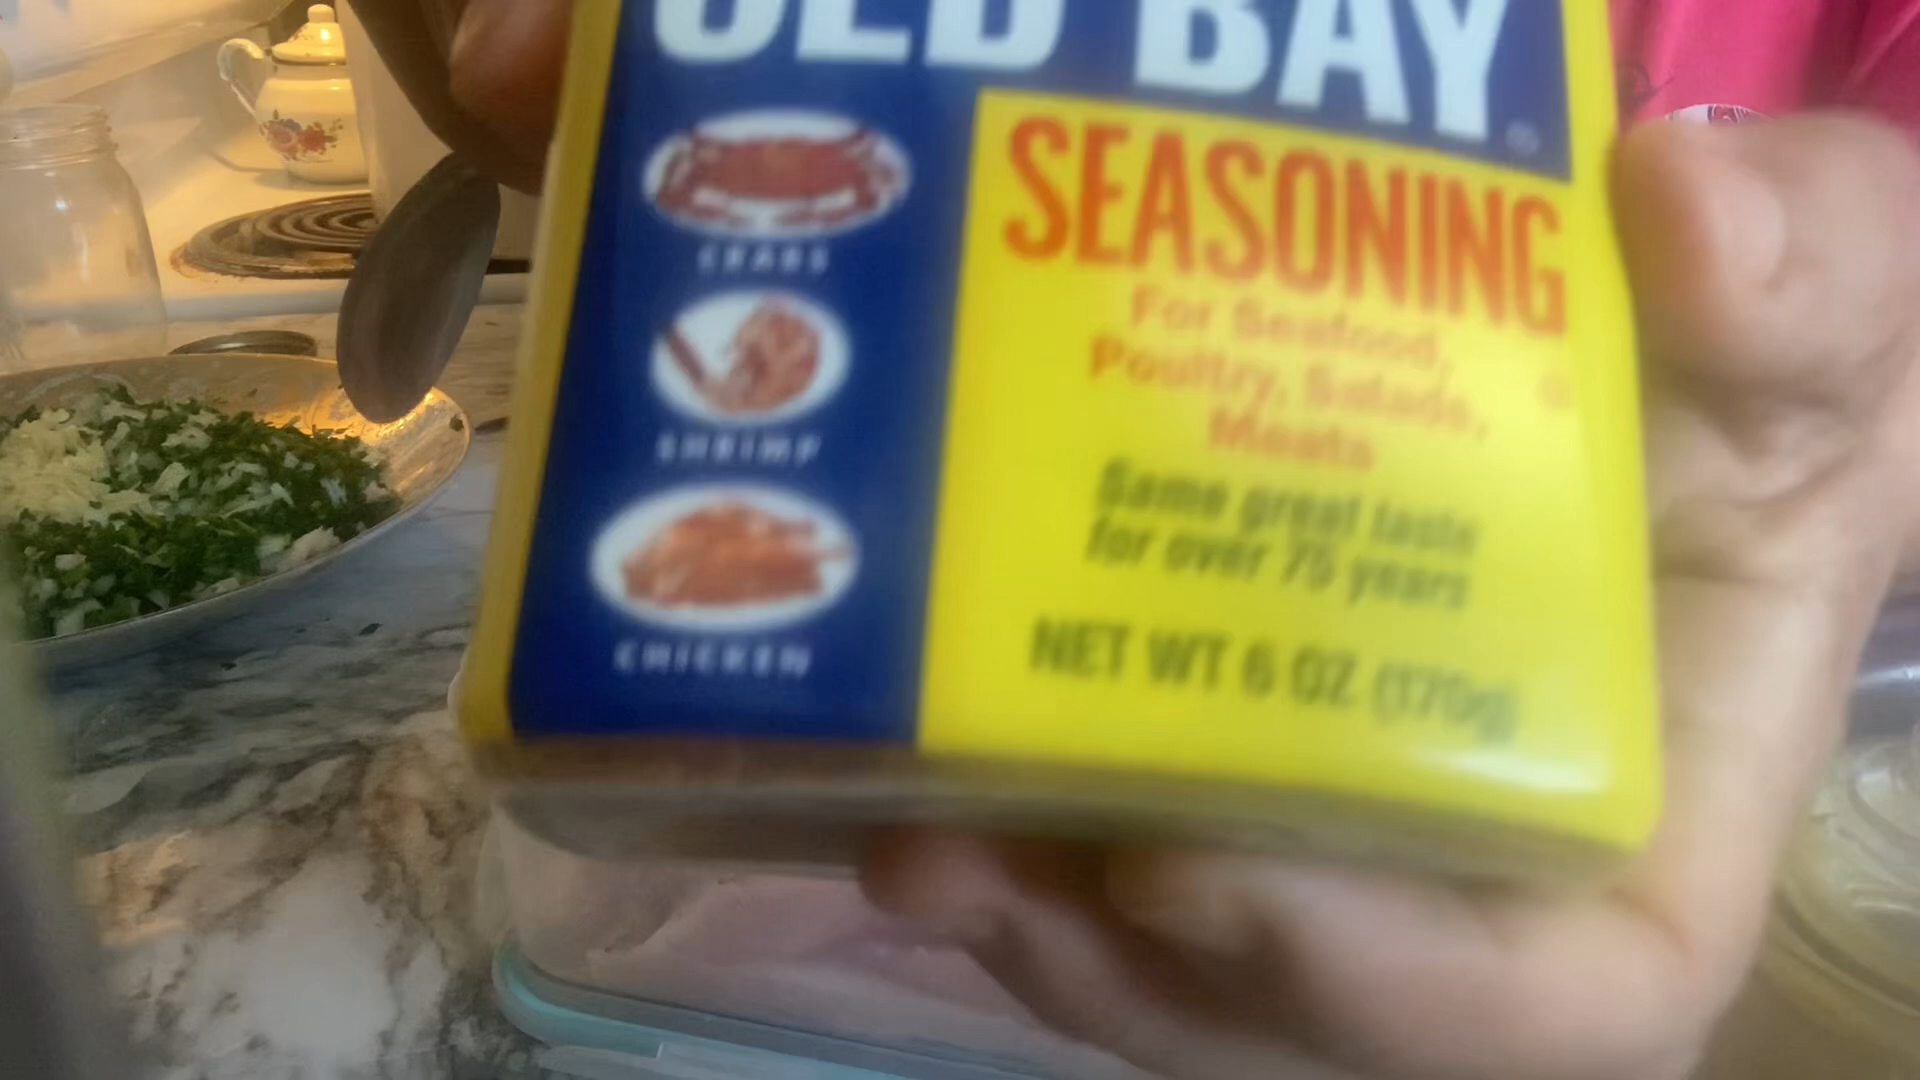 OLD BAY®
CRABS
SHRIMP
CHICKEN
SEASONING
For Seafood,
Poultry, Salads,
Meats
Same great taste
for over 75 years
NET WT 6 OZ (170g)